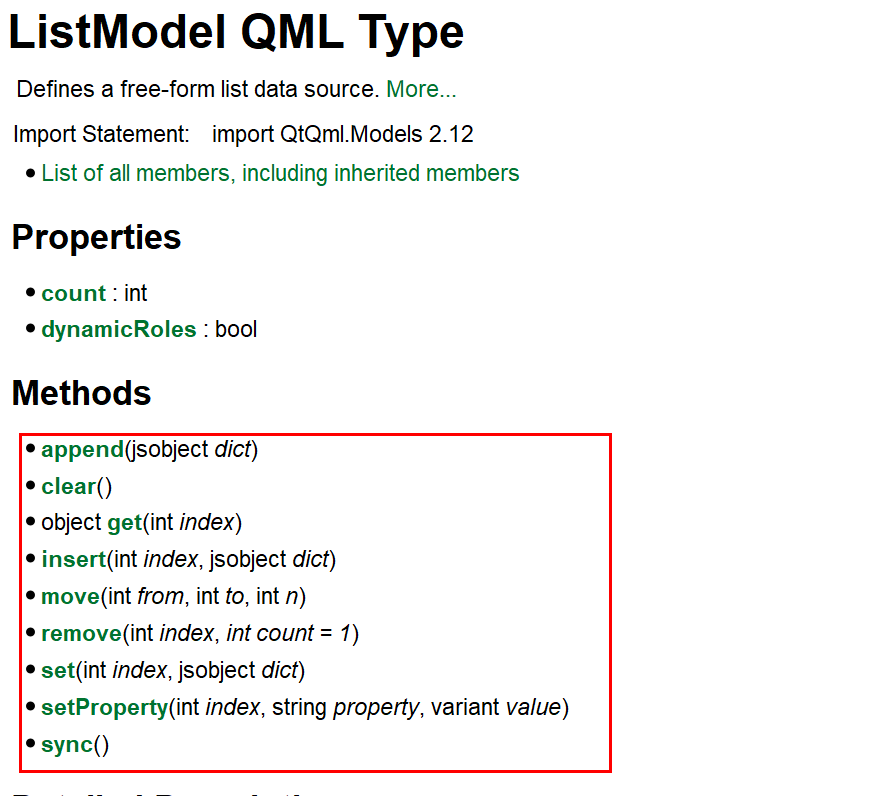 ListModel QML Type
Defines a free-form list data source. More...
Import Statement: import QtQml.Models 2.12
• List of all members, including inherited members
Properties
• count : int
• dynamicRoles : bool
Methods
• append(jsobject dict)
• clear()
• object get(int index)
• insert(int index, jsobject dict)
• move(int from, int to, int n)
• remove(int index, int count = 1)
• set(int index, jsobject dict)
• setProperty(int index, string property, variant value)
• sync()